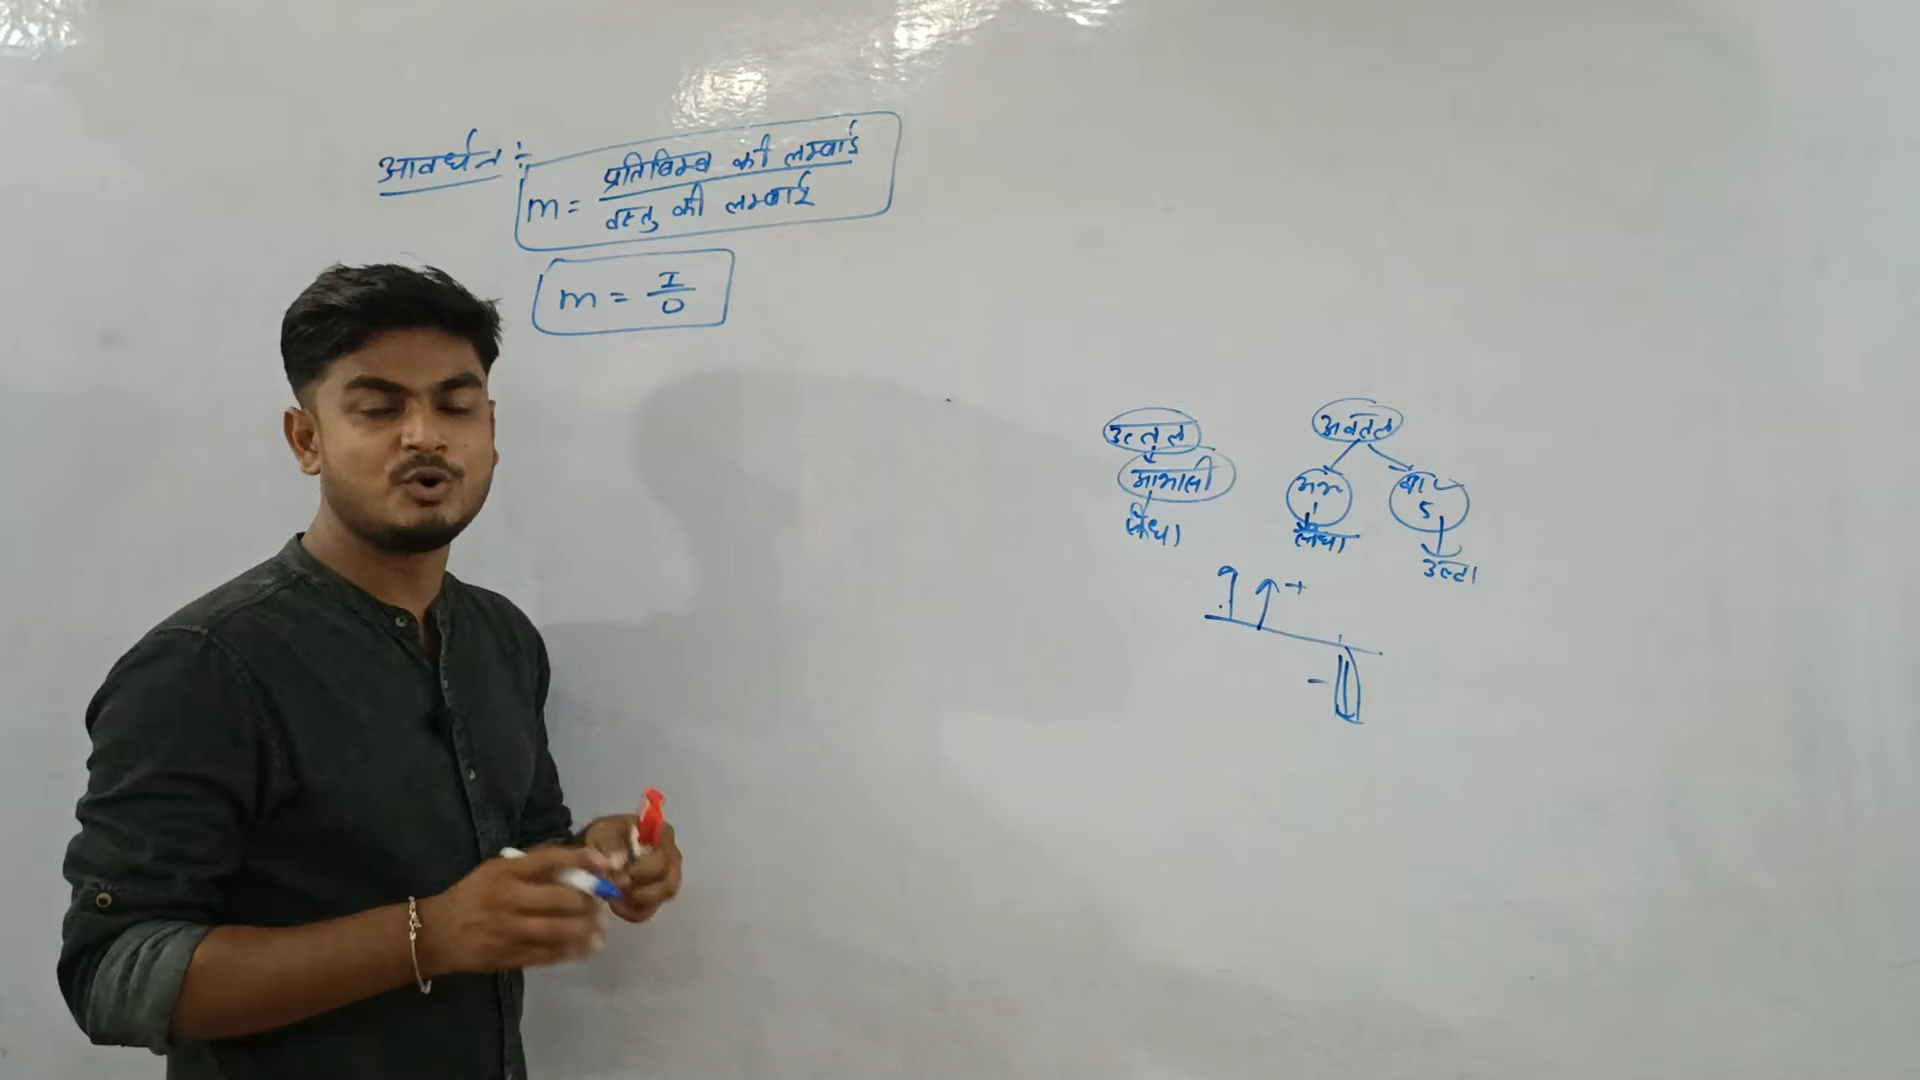 आवर्धन :-
m = प्रतिबिम्ब की लम्बाई
वस्तु की लम्बाई
m = I
O
उत्तल
आभासी
सीधा
अवतल
सीधा
उल्टा
+
-